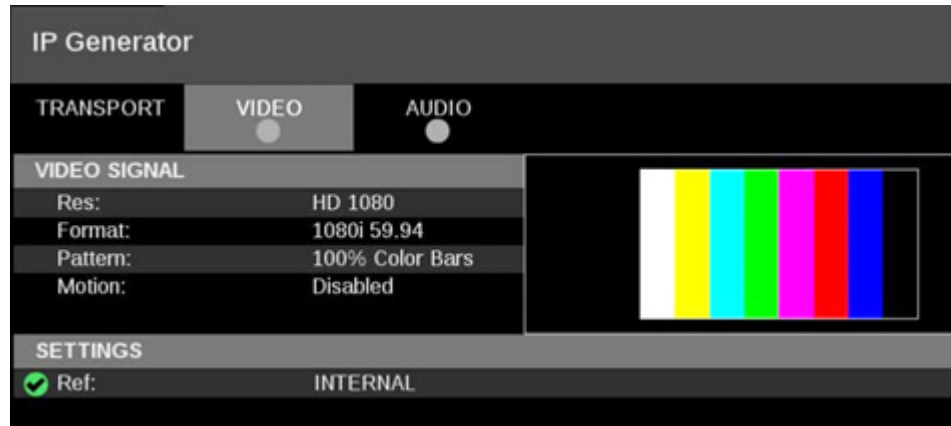 IP Generator
TRANSPORT VIDEO AUDIO
VIDEO SIGNAL
Res: HD 1080
Format: 1080i 59.94
Pattern: 100% Color Bars
Motion: Disabled
SETTINGS
Ref: INTERNAL